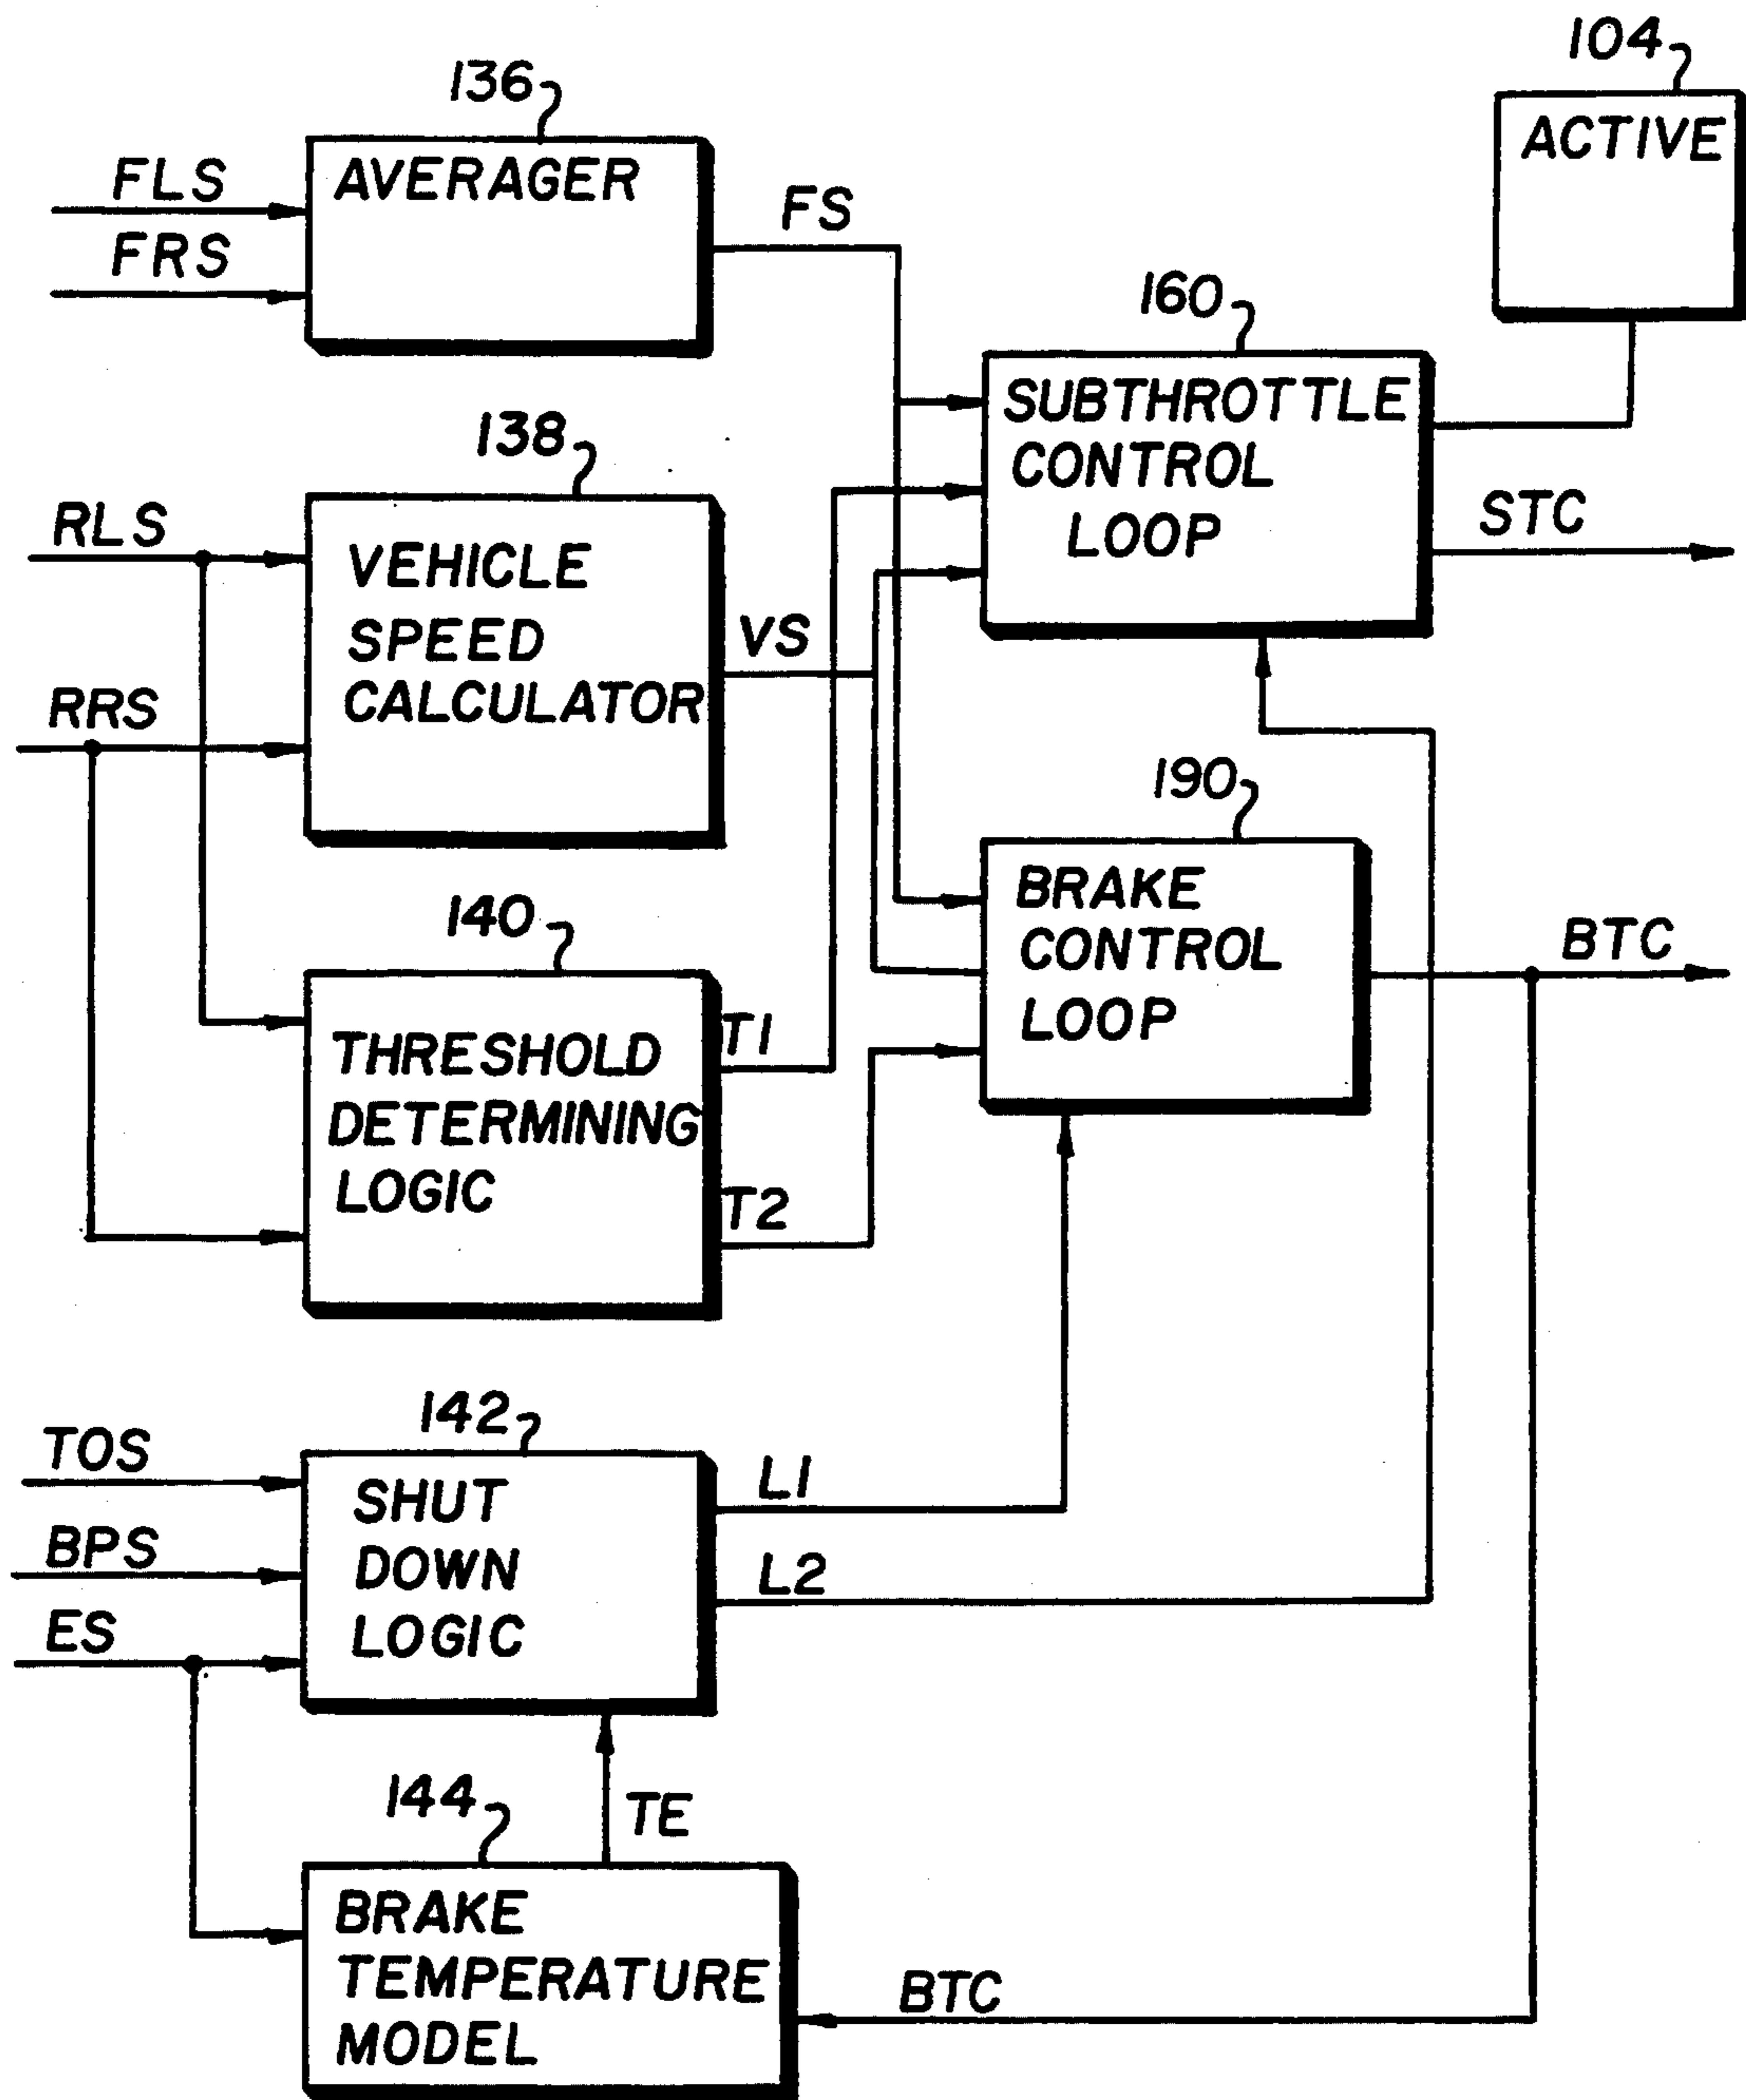 104
ACTIVE
136
AVERAGER
FLS
FRS
FS
160
SUBTHROTTLE
CONTROL
LOOP
STC
138
RLS
VEHICLE
SPEED
CALCULATOR
VS
RRS
190
BRAKE
CONTROL
LOOP
BTC
140
THRESHOLD
DETERMINING
LOGIC
T1
T2
142
TOS
BPS
ES
SHUT
DOWN
LOGIC
L1
L2
144
TE
BRAKE
TEMPERATURE
MODEL
BTC